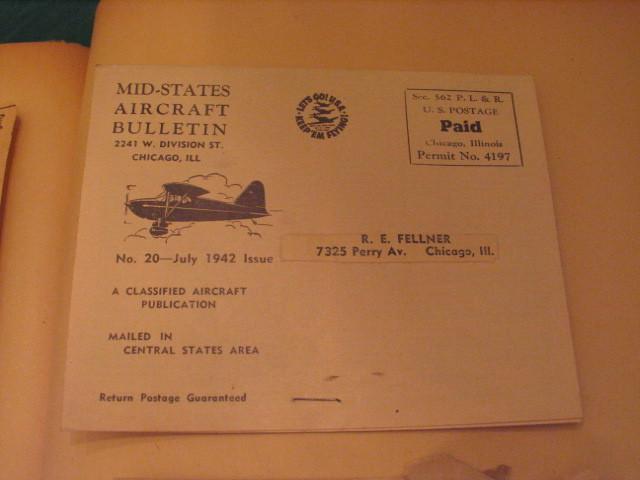 MID-STATES
AIRCRAFT
BULLETIN
2241 W. DIVISION ST.
CHICAGO, ILL
LET'S GO! U.S.A.
KEEP 'EM FLYING!
Sec. 562 P. L. & R.
U. S. POSTAGE
Paid
Chicago, Illinois
Permit No. 4197
No. 20—July 1942 Issue
R. E. FELLNER
7325 Perry Av. Chicago, Ill.
A CLASSIFIED AIRCRAFT
PUBLICATION
MAILED IN
CENTRAL STATES AREA
Return Postage Guaranteed